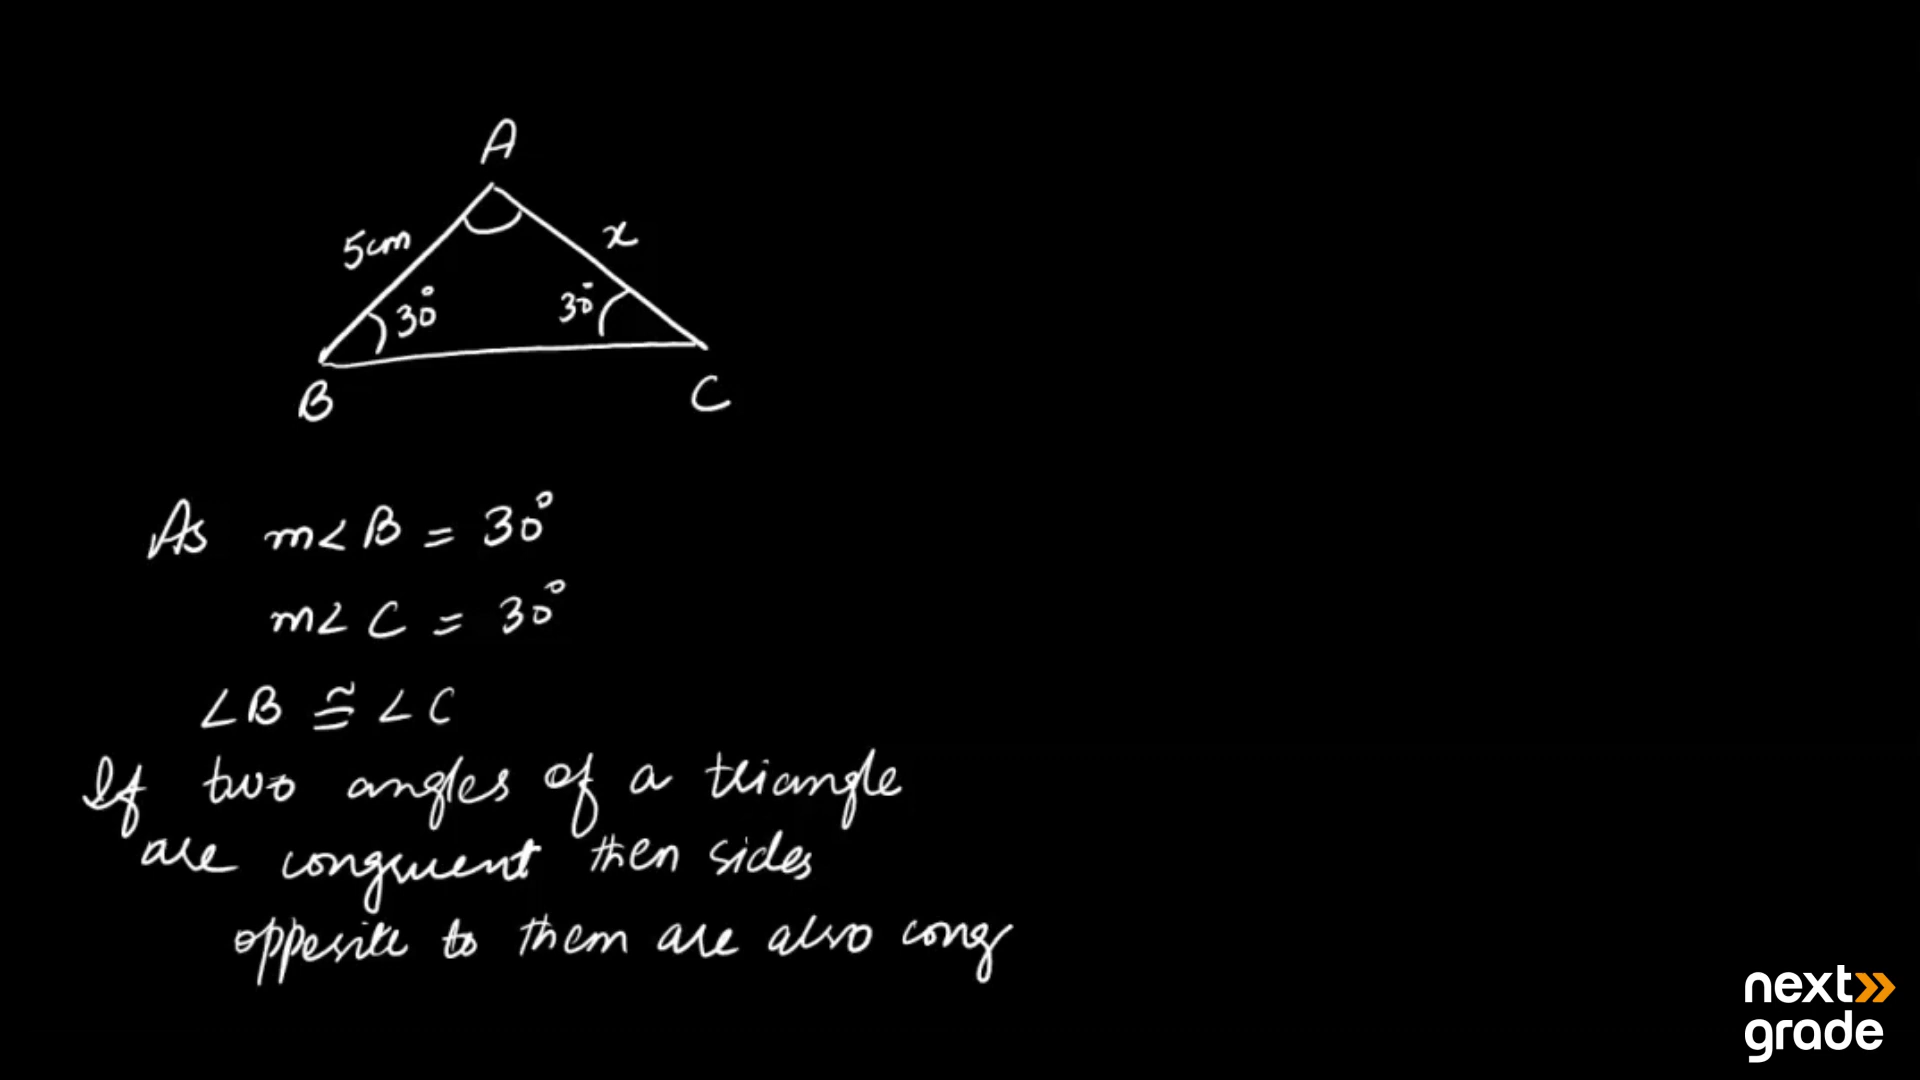 A
5cm
x
30°
30°
B
C
As m∠B = 30°
m∠C = 30°
∠B ≅ ∠C
If two angles of a triangle
are congruent then sides
opposite to them are also cong
next
grade